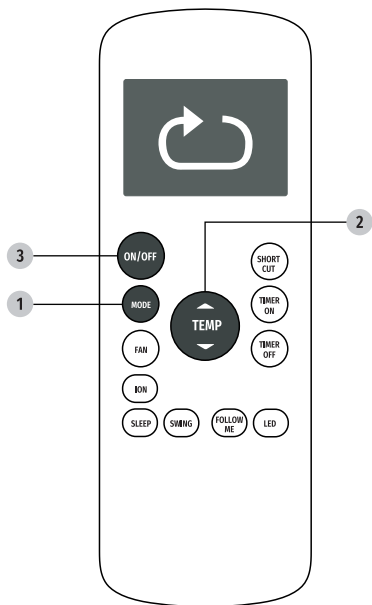 2
3
ON/OFF
SHORT
CUT
1
MODE
TEMP
TIMER
ON
FAN
TIMER
OFF
ION
SLEEP
SWING
FOLLOW
ME
LED